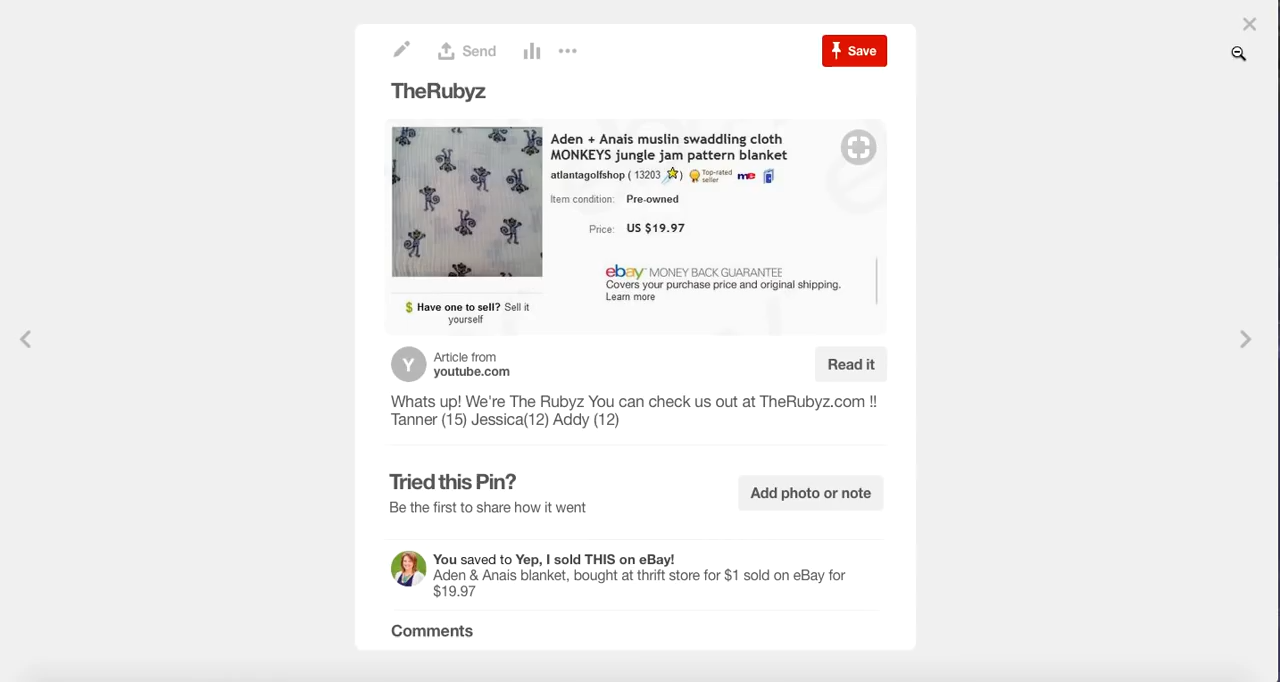 Send
Save
TheRubyz
Aden + Anais muslin swaddling cloth
MONKEYS jungle jam pattern blanket
atlantagolfshop ( 13203 ) Top-rated seller me
Item condition: Pre-owned
Price: US $19.97
ebay MONEY BACK GUARANTEE
Covers your purchase price and original shipping.
Learn more
$ Have one to sell? Sell it
yourself
Y
Article from
youtube.com
Read it
Whats up! We're The Rubyz You can check us out at TheRubyz.com !!
Tanner (15) Jessica(12) Addy (12)
Tried this Pin?
Be the first to share how it went
Add photo or note
You saved to Yep, I sold THIS on eBay!
Aden & Anais blanket, bought at thrift store for $1 sold on eBay for
$19.97
Comments